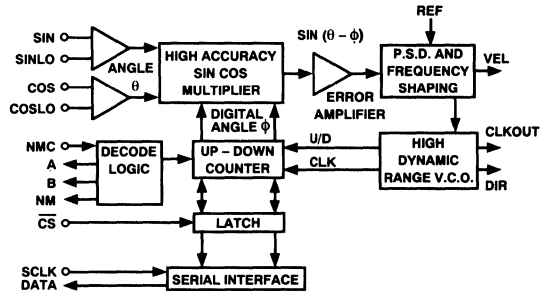 REF
SIN
SINLO
ANGLE
θ
HIGH ACCURACY
SIN COS
MULTIPLIER
SIN (θ - ϕ)
ERROR
AMPLIFIER
P.S.D. AND
FREQUENCY
SHAPING
VEL
COS
COSLO
DIGITAL
ANGLE ϕ
NMC
A
B
NM
DECODE
LOGIC
UP – DOWN
COUNTER
U/D
CLK
HIGH
DYNAMIC
RANGE V.C.O.
CLKOUT
DIR
CS
LATCH
SCLK
DATA
SERIAL INTERFACE